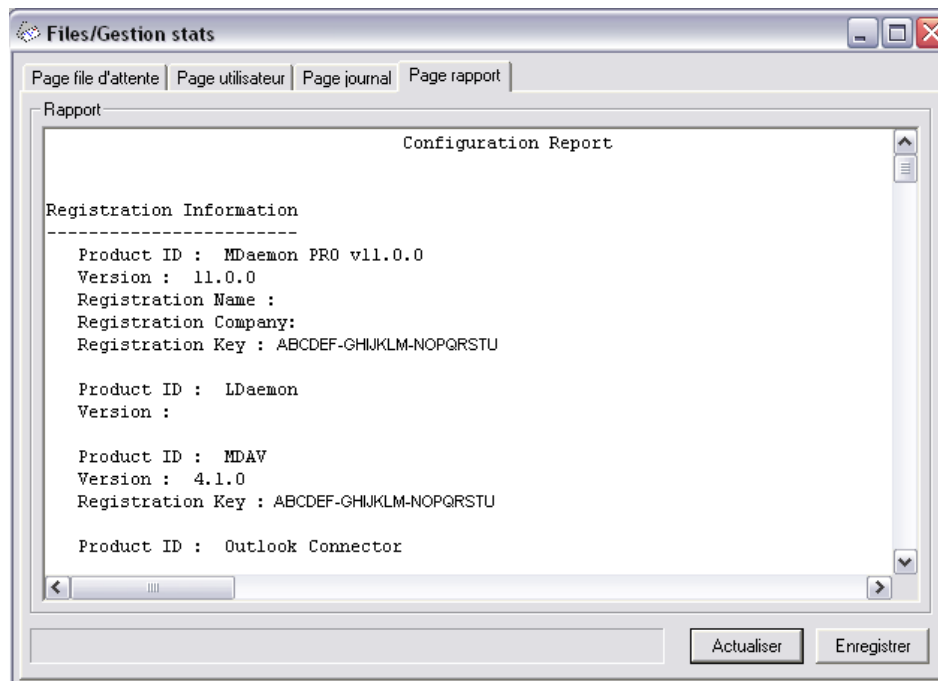 Files/Gestion stats
Page file d'attente Page utilisateur Page journal Page rapport
Rapport
Configuration Report
Registration Information
------------------------
Product ID : MDaemon PRO v11.0.0
Version : 11.0.0
Registration Name :
Registration Company:
Registration Key : ABCDEF-GHIJKLM-NOPQRSTU
Product ID : LDaemon
Version :
Product ID : MDAV
Version : 4.1.0
Registration Key : ABCDEF-GHIJKLM-NOPQRSTU
Product ID : Outlook Connector
Actualiser Enregistrer